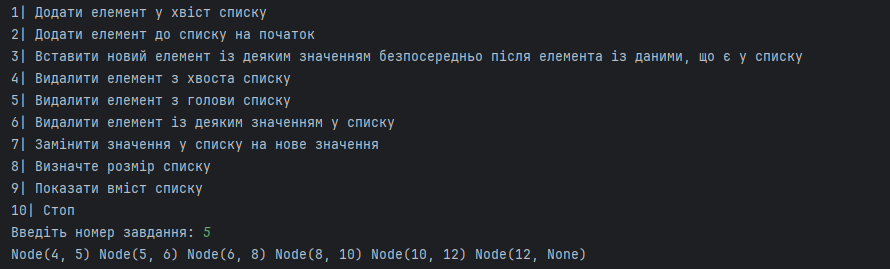 1| Додати елемент у хвіст списку
2| Додати елемент до списку на початок
3| Вставити новий елемент із деяким значенням безпосередньо після елемента із даними, що є у списку
4| Видалити елемент з хвоста списку
5| Видалити елемент з голови списку
6| Видалити елемент із деяким значенням у списку
7| Замінити значення у списку на нове значення
8| Визначте розмір списку
9| Показати вміст списку
10| Стоп
Введіть номер завдання: 5
Node(4, 5) Node(5, 6) Node(6, 8) Node(8, 10) Node(10, 12) Node(12, None)